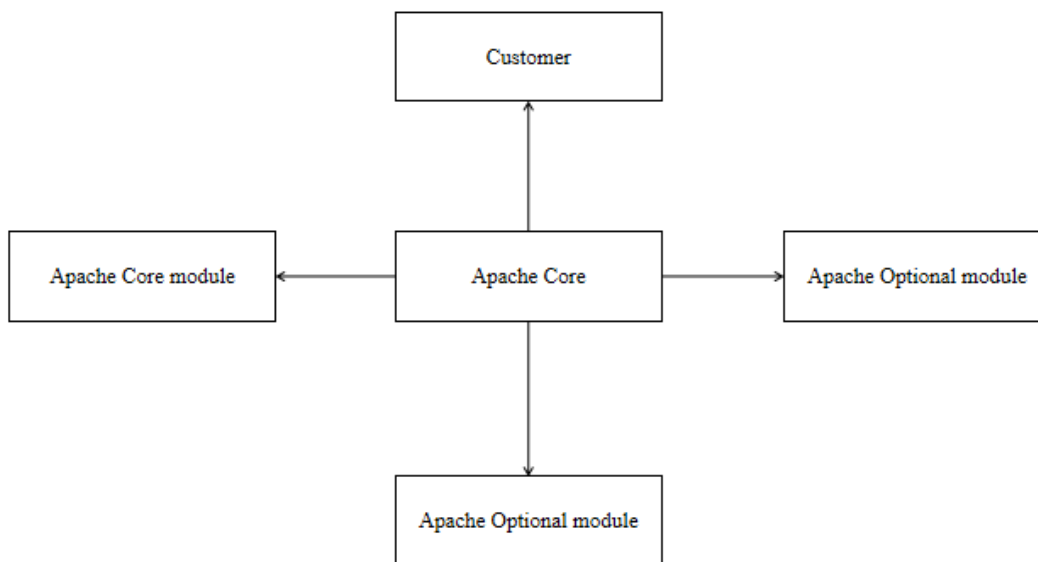 Customer
Apache Core module
Apache Core
Apache Optional module
Apache Optional module